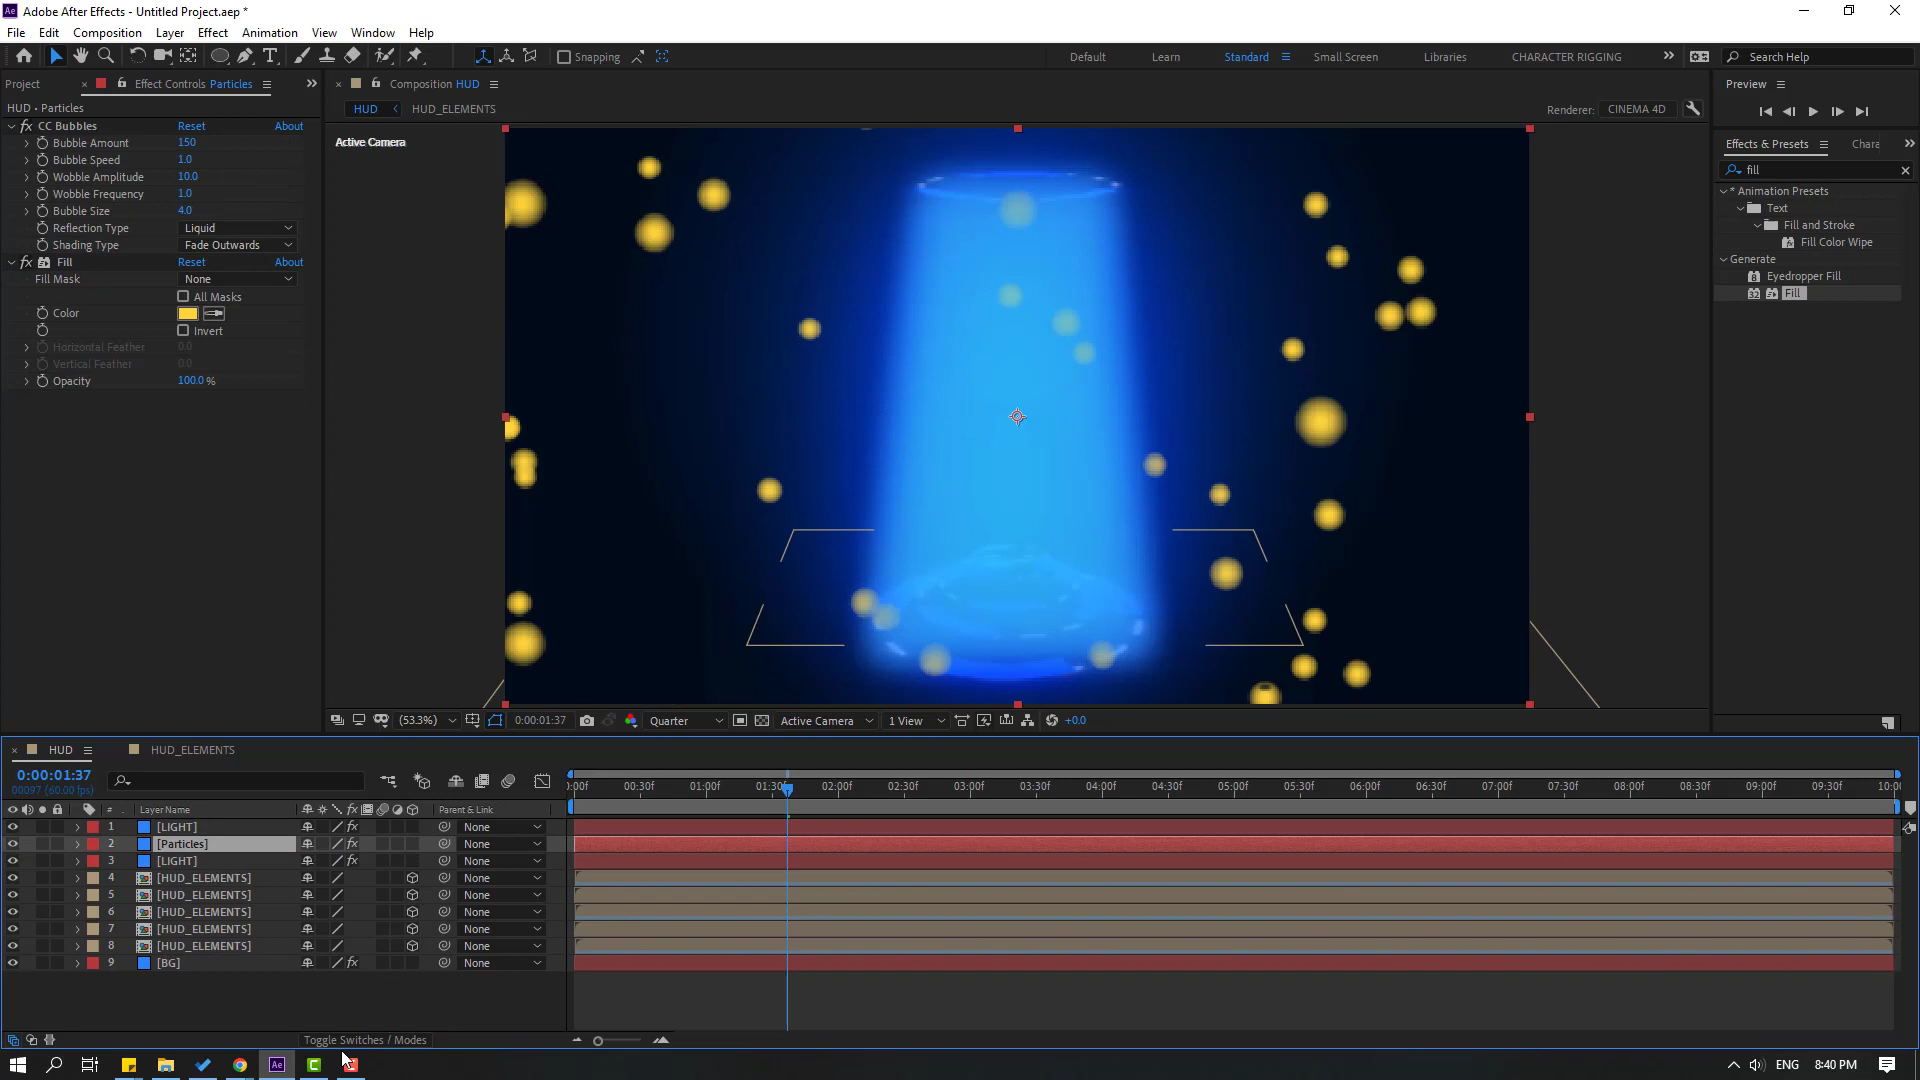 Adobe After Effects - Untitled Project.aep *
File Edit Composition Layer Effect Animation View Window Help
Snapping Default Learn Standard Small Screen Libraries CHARACTER RIGGING Search Help
Project Effect Controls Particles Composition HUD Preview
HUD HUD_ELEMENTS Renderer: CINEMA 4D
HUD • Particles
CC Bubbles Reset About
Bubble Amount 150
Bubble Speed 1.0
Wobble Amplitude 10.0
Wobble Frequency 1.0
Bubble Size 4.0
Reflection Type Liquid
Shading Type Fade Outwards
Fill Reset About
Fill Mask None
All Masks
Color
Invert
Horizontal Feather 0.0
Vertical Feather 0.0
Opacity 100.0 %
Active Camera
Effects & Presets Chara
fill
* Animation Presets
Text
Fill and Stroke
Fill Color Wipe
Generate
Eyedropper Fill
Fill
(53.3%) 0:00:01:37 Quarter Active Camera 1 View +0.0
HUD HUD_ELEMENTS
0:00:01:37
00097 (60.00 fps)
:00f 00:30f 01:00f 01:30f 02:00f 02:30f 03:00f 03:30f 04:00f 04:30f 05:00f 05:30f 06:00f 06:30f 07:00f 07:30f 08:00f 08:30f 09:00f 09:30f 10:00
# Layer Name Parent & Link
1 [LIGHT] None
2 [Particles] None
3 [LIGHT] None
4 [HUD_ELEMENTS] None
5 [HUD_ELEMENTS] None
6 [HUD_ELEMENTS] None
7 [HUD_ELEMENTS] None
8 [HUD_ELEMENTS] None
9 [BG] None
Toggle Switches / Modes
ENG 8:40 PM